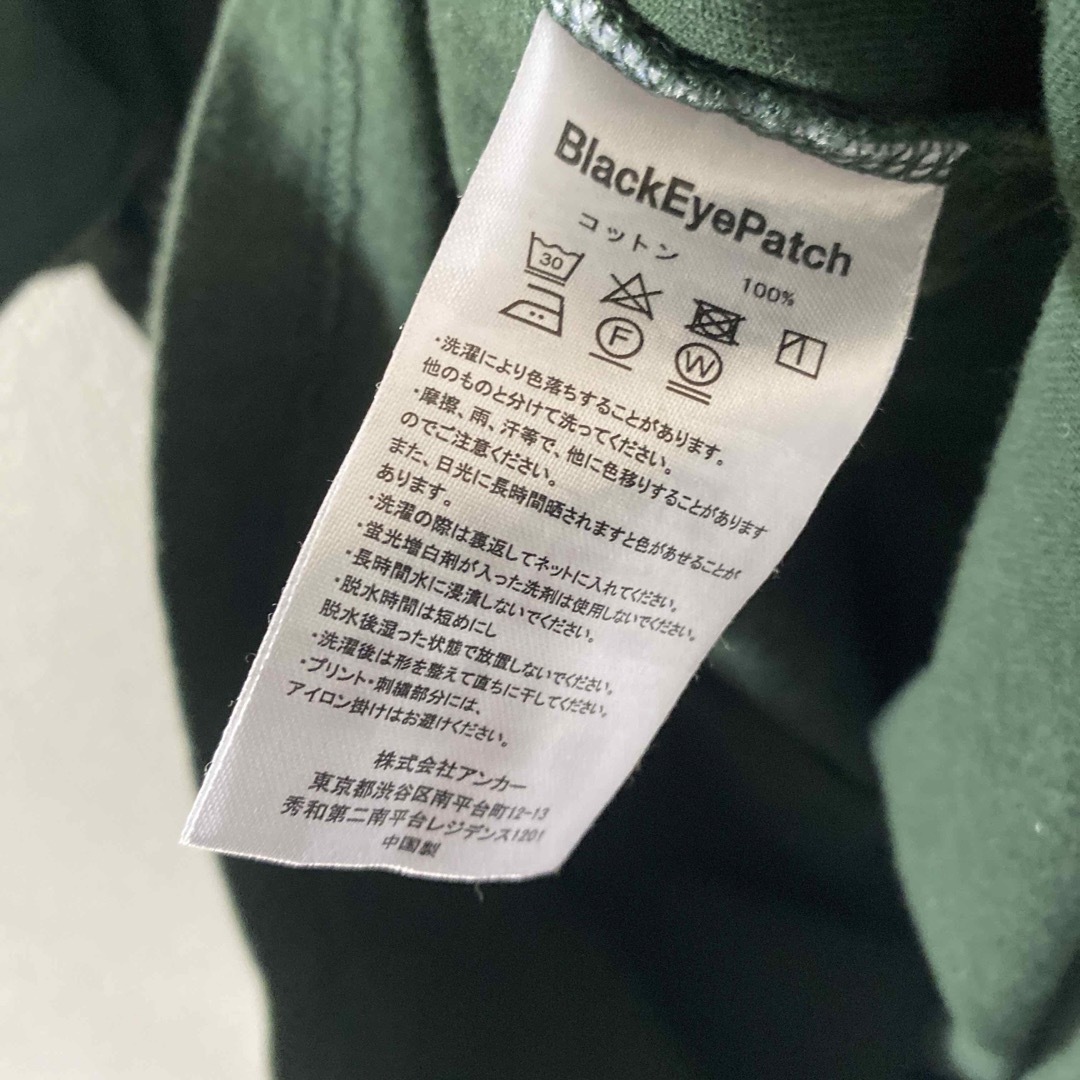 BlackEyePatch
コットン 100%
30
F
W
・洗濯により色落ちすることがあります。
他のものと分けて洗ってください。
・摩擦、雨、汗等で、他に色移りすることがあります
のでご注意ください。
また、日光に長時間晒されますと色があせることが
あります。
・洗濯の際は裏返してネットに入れてください。
・蛍光増白剤が入った洗剤は使用しないでください。
・長時間水に浸漬しないでください。
・脱水時間は短めにし
脱水後湿った状態で放置しないでください。
・洗濯後は形を整えて直ちに干してください。
・プリント・刺繍部分には、
アイロン掛けはお避けください。
株式会社アンカー
東京都渋谷区南平台町12-13
秀和第二南平台レジデンス1201
中国製